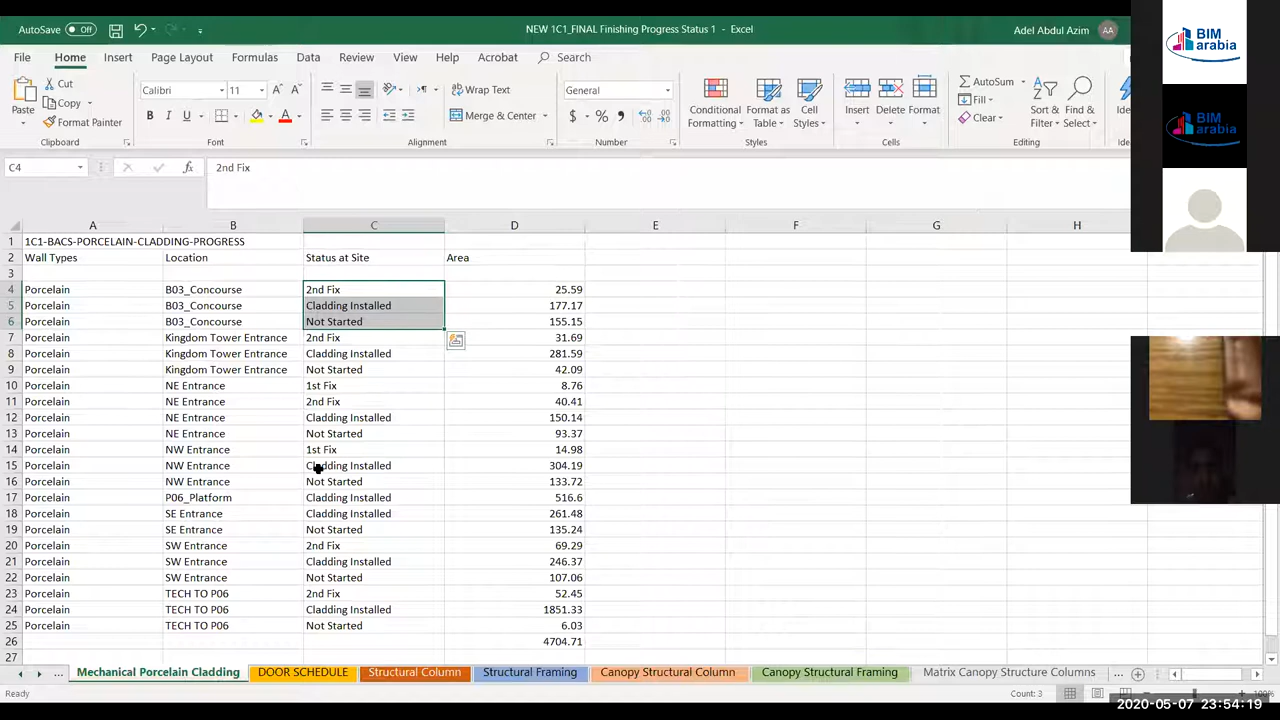 AutoSave Off NEW 1C1_FINAL Finishing Progress Status 1 - Excel Adel Abdul Azim AA
File Home Insert Page Layout Formulas Data Review View Help Acrobat Search
Paste Cut Copy Format Painter
Calibri 11 A A B I U A
Wrap Text Merge & Center
General $ % ,
Conditional Formatting Format as Table Cell Styles
Insert Delete Format
AutoSum Fill Clear Sort & Filter Find & Select
Clipboard Font Alignment Number Styles Cells Editing
C4 fx 2nd Fix
A B C D E F G H
1 1C1-BACS-PORCELAIN-CLADDING-PROGRESS
2 Wall Types Location Status at Site Area
3
4 Porcelain B03_Concourse 2nd Fix 25.59
5 Porcelain B03_Concourse Cladding Installed 177.17
6 Porcelain B03_Concourse Not Started 155.15
7 Porcelain Kingdom Tower Entrance 2nd Fix 31.69
8 Porcelain Kingdom Tower Entrance Cladding Installed 281.59
9 Porcelain Kingdom Tower Entrance Not Started 42.09
10 Porcelain NE Entrance 1st Fix 8.76
11 Porcelain NE Entrance 2nd Fix 40.41
12 Porcelain NE Entrance Cladding Installed 150.14
13 Porcelain NE Entrance Not Started 93.37
14 Porcelain NW Entrance 1st Fix 14.98
15 Porcelain NW Entrance Cladding Installed 304.19
16 Porcelain NW Entrance Not Started 133.72
17 Porcelain P06_Platform Cladding Installed 516.6
18 Porcelain SE Entrance Cladding Installed 261.48
19 Porcelain SE Entrance Not Started 135.24
20 Porcelain SW Entrance 2nd Fix 69.29
21 Porcelain SW Entrance Cladding Installed 246.37
22 Porcelain SW Entrance Not Started 107.06
23 Porcelain TECH TO P06 2nd Fix 52.45
24 Porcelain TECH TO P06 Cladding Installed 1851.33
25 Porcelain TECH TO P06 Not Started 6.03
26 4704.71
27
... Mechanical Porcelain Cladding DOOR SCHEDULE Structural Column Structural Framing Canopy Structural Column Canopy Structural Framing Matrix Canopy Structure Columns ...
Ready Count: 3
2020-05-07 23:54:19
BIM arabia
BIM arabia